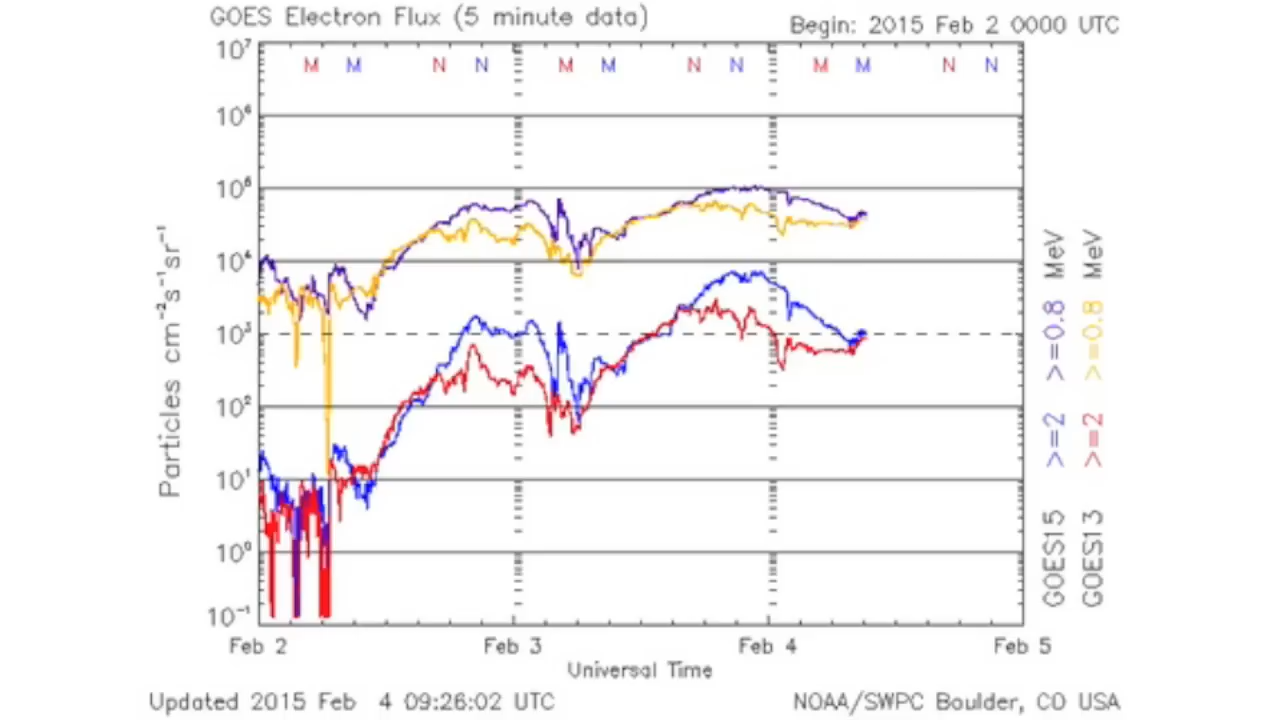 GOES Electron Flux (5 minute data)
Begin: 2015 Feb 2 0000 UTC
M M N N M M N N M M N N
10⁷
10⁶
10⁵
10⁴
10³
10²
10¹
10⁰
10⁻¹
Particles cm⁻²s⁻¹sr⁻¹
GOES15 >=2 >=0.8 MeV
GOES13 >=2 >=0.8 MeV
Feb 2 Feb 3 Feb 4 Feb 5
Universal Time
Updated 2015 Feb 4 09:26:02 UTC
NOAA/SWPC Boulder, CO USA